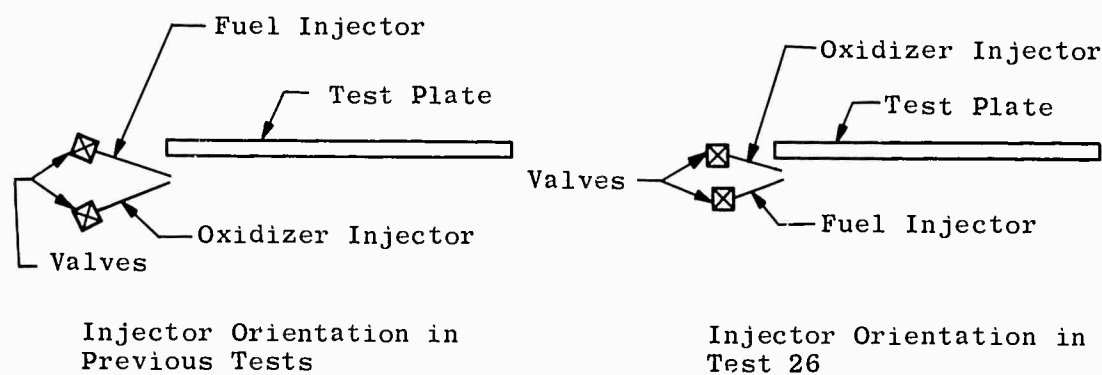 Fuel Injector
Test Plate
Oxidizer Injector
Valves
Injector Orientation in
Previous Tests
Oxidizer Injector
Test Plate
Valves
Fuel Injector
Injector Orientation in
Test 26